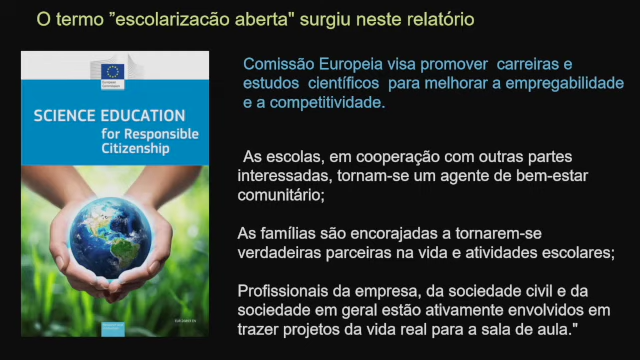 O termo ”escolarizacão aberta" surgiu neste relatório
SCIENCE EDUCATION
for Responsible
Citizenship
Comissão Europeia visa promover carreiras e
estudos científicos para melhorar a empregabilidade
e a competitividade.
As escolas, em cooperação com outras partes
interessadas, tornam-se um agente de bem-estar
comunitário;
As famílias são encorajadas a tornarem-se
verdadeiras parceiras na vida e atividades escolares;
Profissionais da empresa, da sociedade civil e da
sociedade em geral estão ativamente envolvidos em
trazer projetos da vida real para a sala de aula."